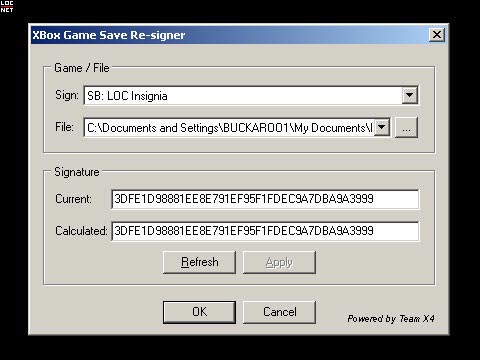 LOC
NET
XBox Game Save Re-signer
Game / File
Sign: SB: LOC Insignia
File: C:\Documents and Settings\BUCKAROO1\My Documents\I ...
Signature
Current: 3DFE1D98881EE8E791EF95F1FDEC9A7DBA9A3999
Calculated: 3DFE1D98881EE8E791EF95F1FDEC9A7DBA9A3999
Refresh Apply
OK Cancel
Powered by Team X4